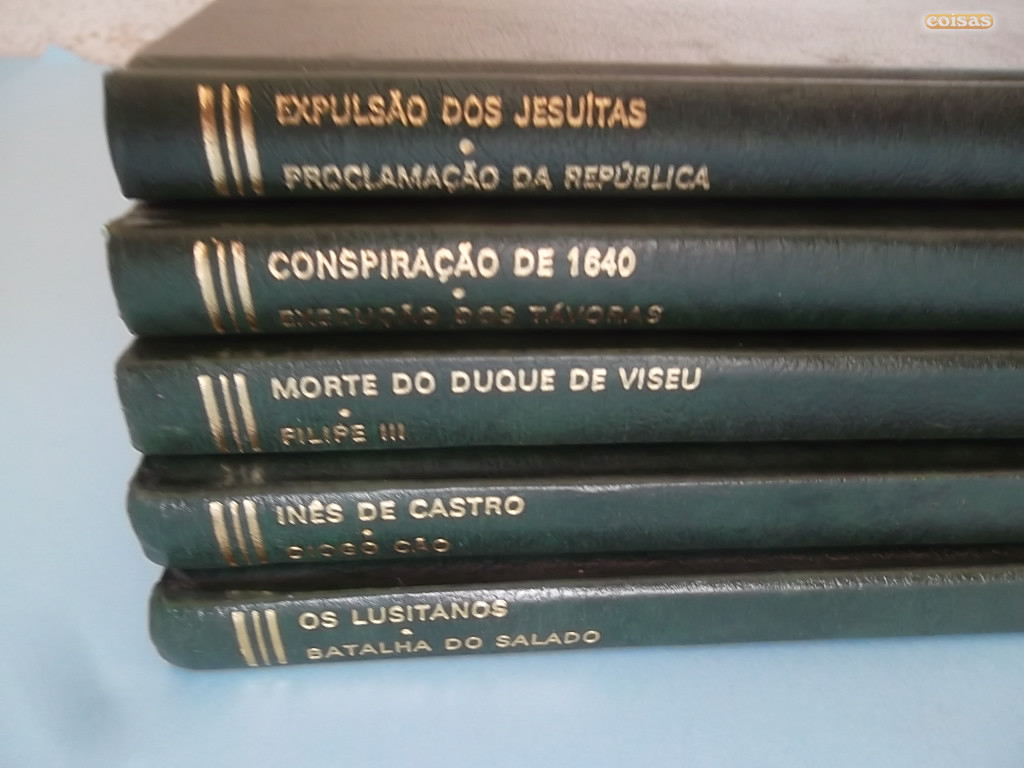 coisas
EXPULSÃO DOS JESUÍTAS
PROCLAMAÇÃO DA REPÚBLICA
CONSPIRAÇÃO DE 1640
EXECUÇÃO DOS TÁVORAS
MORTE DO DUQUE DE VISEU
FILIPE III
INÊS DE CASTRO
DIOGO CÃO
OS LUSITANOS
BATALHA DO SALADO